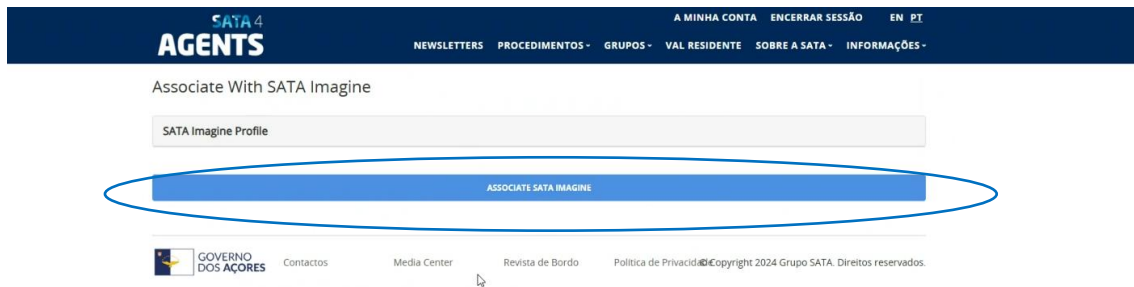 SATA 4
AGENTS
A MINHA CONTA ENCERRAR SESSÃO EN PT
NEWSLETTERS PROCEDIMENTOS GRUPOS VAL RESIDENTE SOBRE A SATA INFORMAÇÕES
Associate With SATA Imagine
SATA Imagine Profile
ASSOCIATE SATA IMAGINE
GOVERNO
DOS AÇORES
Contactos Media Center Revista de Bordo Política de Privacidade ©Copyright 2024 Grupo SATA. Direitos reservados.